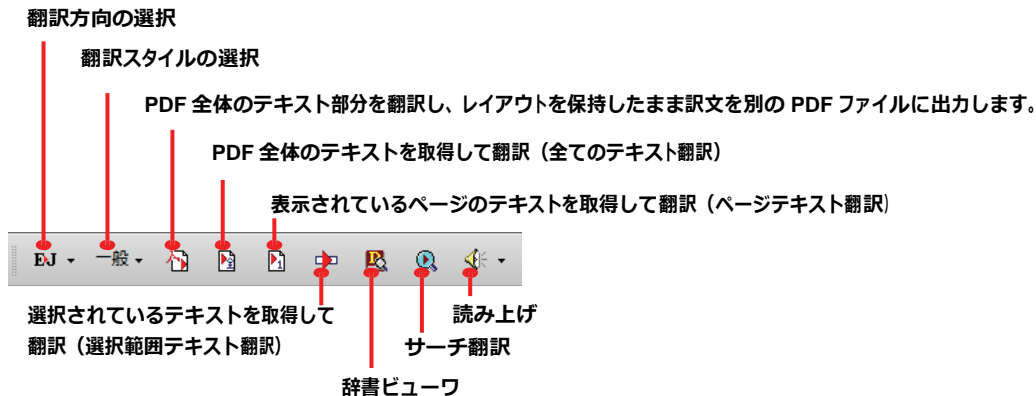 翻訳方向の選択
翻訳スタイルの選択
PDF 全体のテキスト部分を翻訳し、レイアウトを保持したまま訳文を別の PDF ファイルに出力します。
PDF 全体のテキストを取得して翻訳（全てのテキスト翻訳）
表示されているページのテキストを取得して翻訳（ページテキスト翻訳）
EJ 一般 全 1
選択されているテキストを取得して
翻訳（選択範囲テキスト翻訳）
読み上げ
サーチ翻訳
辞書ビューワ